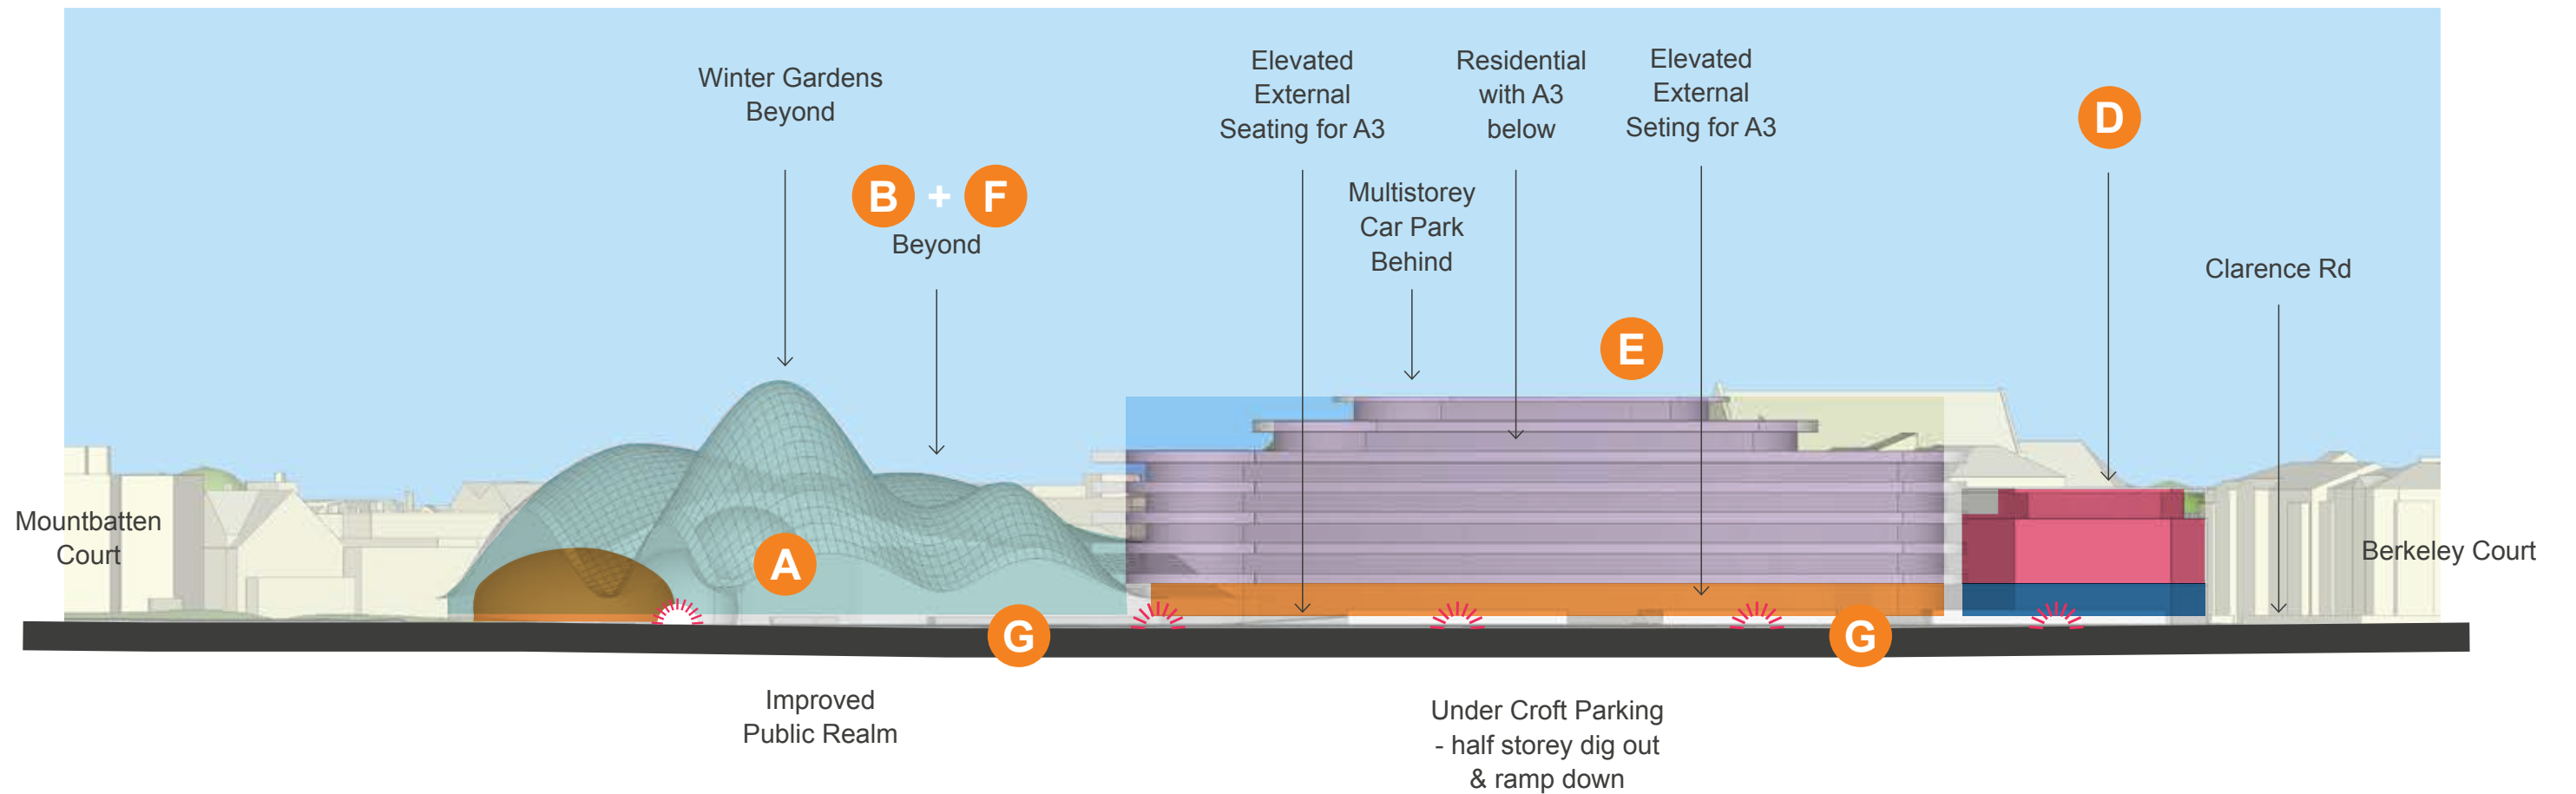 Winter Gardens
Beyond
B + F
Beyond
Elevated
External
Seating for A3
Multistorey
Car Park
Behind
Residential
with A3
below
Elevated
External
Seting for A3
E
D
Clarence Rd
Mountbatten
Court
A
G
G
Berkeley Court
Improved
Public Realm
Under Croft Parking
- half storey dig out
& ramp down